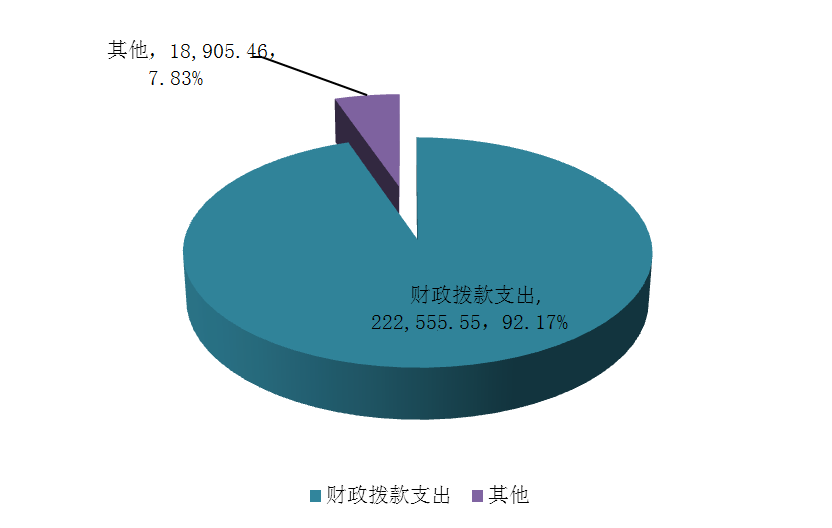 其他，18,905.46，
7.83%
财政拨款支出,
222,555.55，92.17%
财政拨款支出 其他